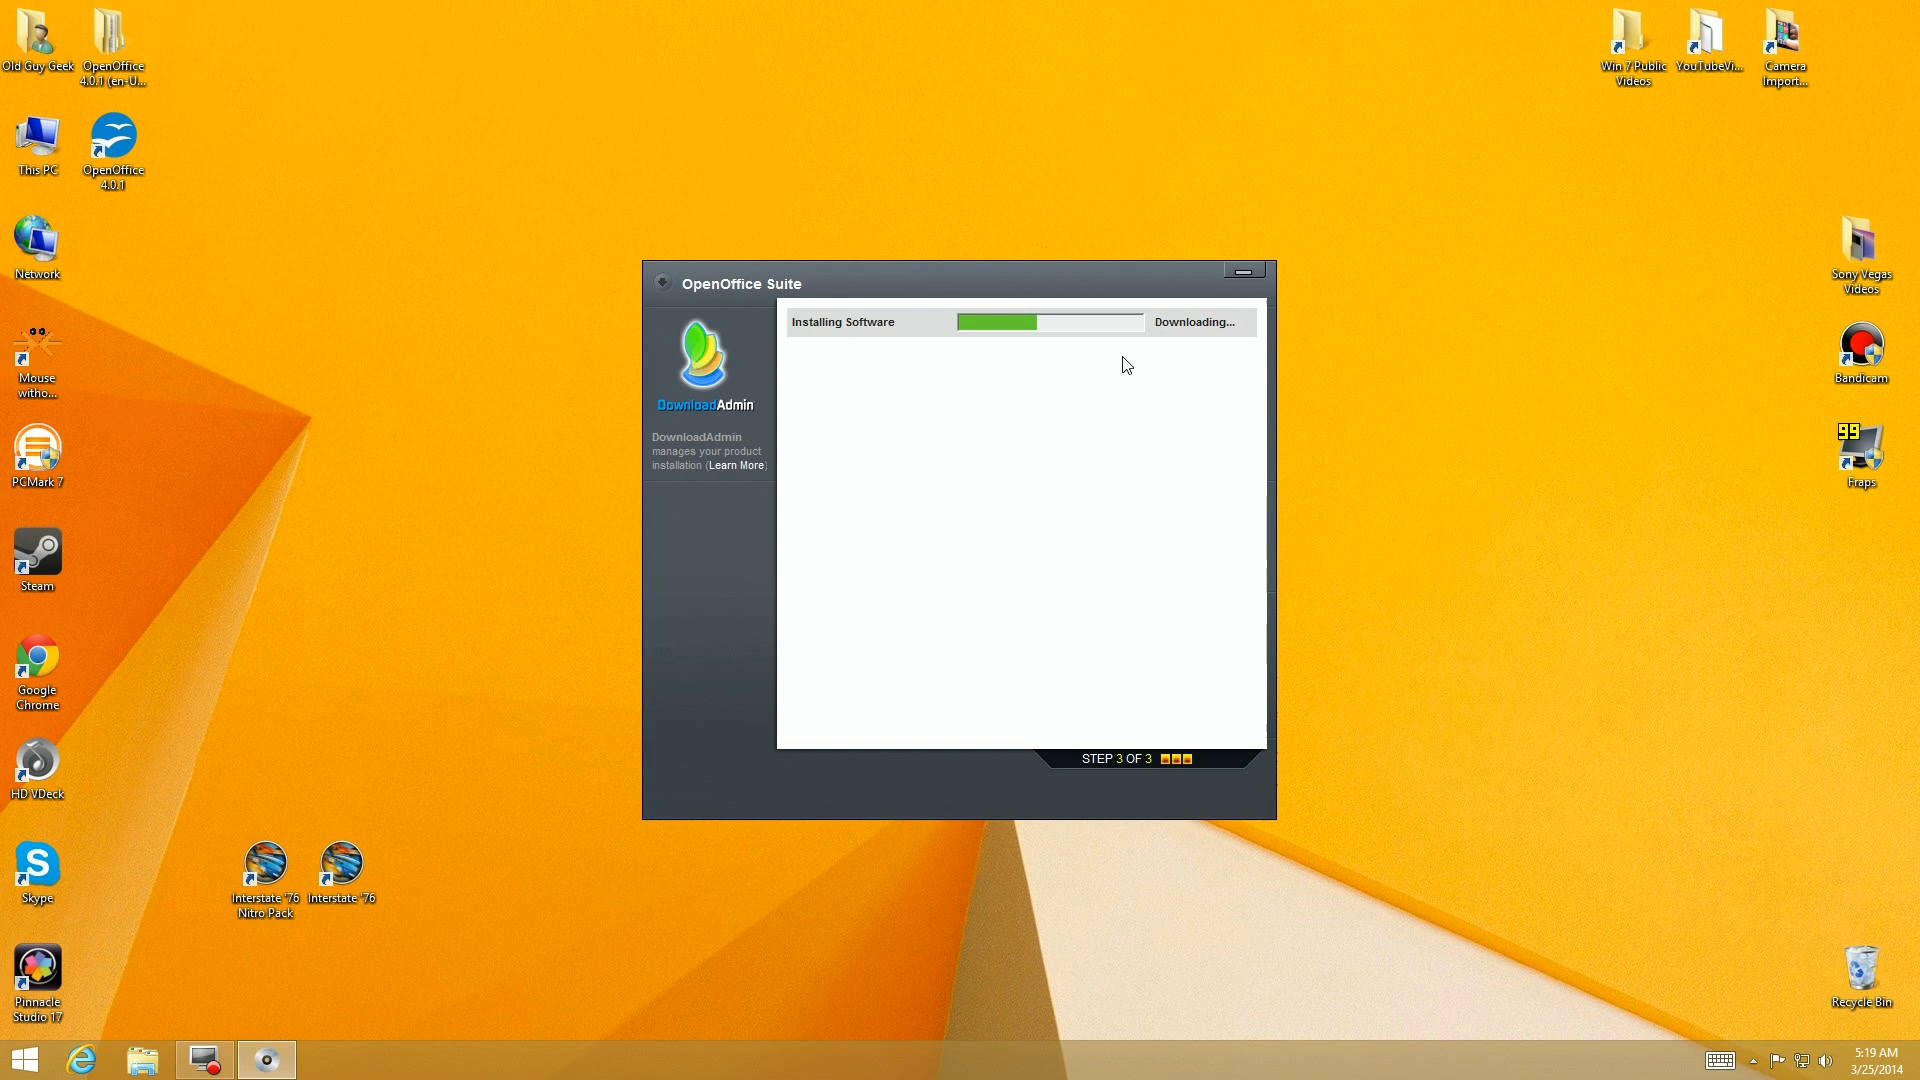 Old Guy Geek
OpenOffice
4.0.1 (en-U...
Win 7 Public
Videos
YouTubeVi...
Camera
Import...
This PC
OpenOffice
4.0.1
Network
Sony Vegas
Videos
Mouse
witho...
Bandicam
PCMark 7
99
Fraps
Steam
Google
Chrome
HD VDeck
Skype
Interstate '76
Nitro Pack
Interstate '76
Pinnacle
Studio 17
Recycle Bin
OpenOffice Suite
Installing Software
Downloading...
DownloadAdmin
DownloadAdmin
manages your product
installation (Learn More)
STEP 3 OF 3
5:19 AM
3/25/2014